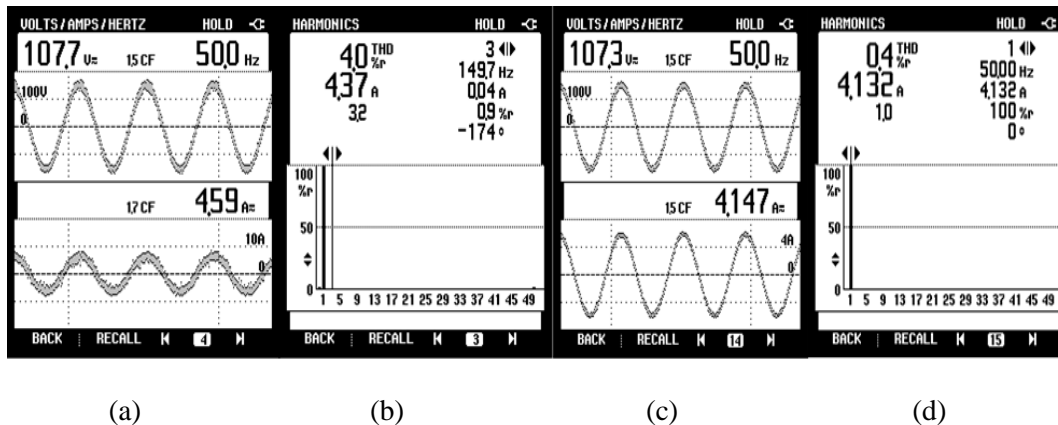 VOLTS/AMPS/HERTZ HOLD
107,7 V≂ 1,5 CF 50,0 Hz
100V
0
1,7 CF 4,59 A≂
10A
0
BACK RECALL 4
HARMONICS HOLD
4,0 THD %r 3
149,7 Hz
4,37 A 0,04 A
3,2 0,9 %r
-174 °
100
%r
50
0
1 5 9 13 17 21 25 29 33 37 41 45 49
BACK RECALL 3
VOLTS/AMPS/HERTZ HOLD
107,3 V≂ 1,5 CF 50,0 Hz
100V
0
1,5 CF 4,147 A≂
4A
0
BACK RECALL 14
HARMONICS HOLD
0,4 THD %r 1
50,00 Hz
4,132 A 4,132 A
1,0 100 %r
0 °
100
%r
50
0
1 5 9 13 17 21 25 29 33 37 41 45 49
BACK RECALL 15
(a) (b) (c) (d)